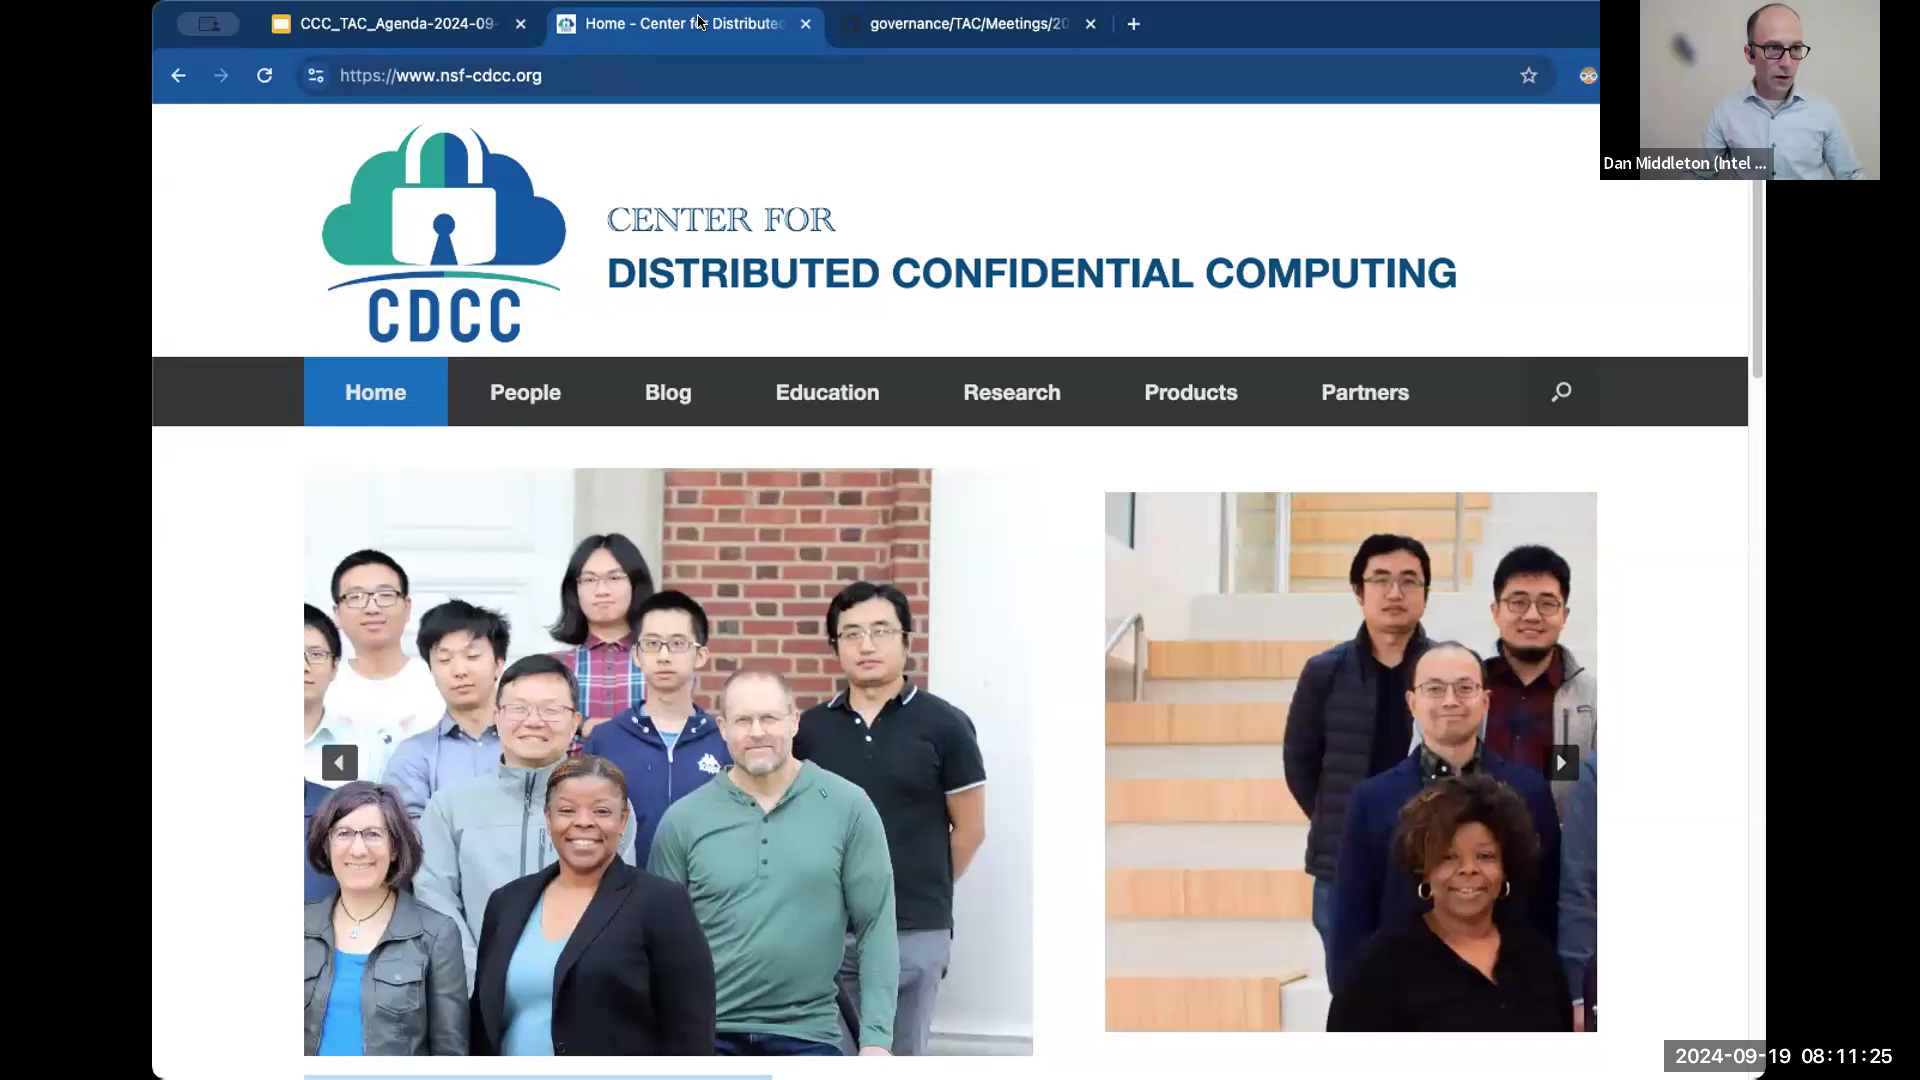 CCC_TAC_Agenda-2024-09-
Home - Center for Distributed
governance/TAC/Meetings/20
https://www.nsf-cdcc.org
Dan Middleton (Intel ...
CDCC
CENTER FOR
DISTRIBUTED CONFIDENTIAL COMPUTING
Home
People
Blog
Education
Research
Products
Partners
2024-09-19 08:11:25